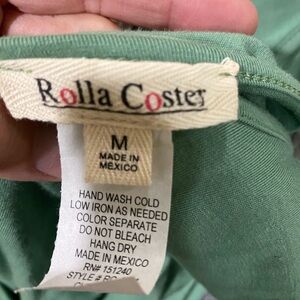 Rolla Coster
M
MADE IN
MEXICO
HAND WASH COLD
LOW IRON AS NEEDED
COLOR SEPARATE
DO NOT BLEACH
HANG DRY
MADE IN MEXICO
RN# 151240
STYLE #